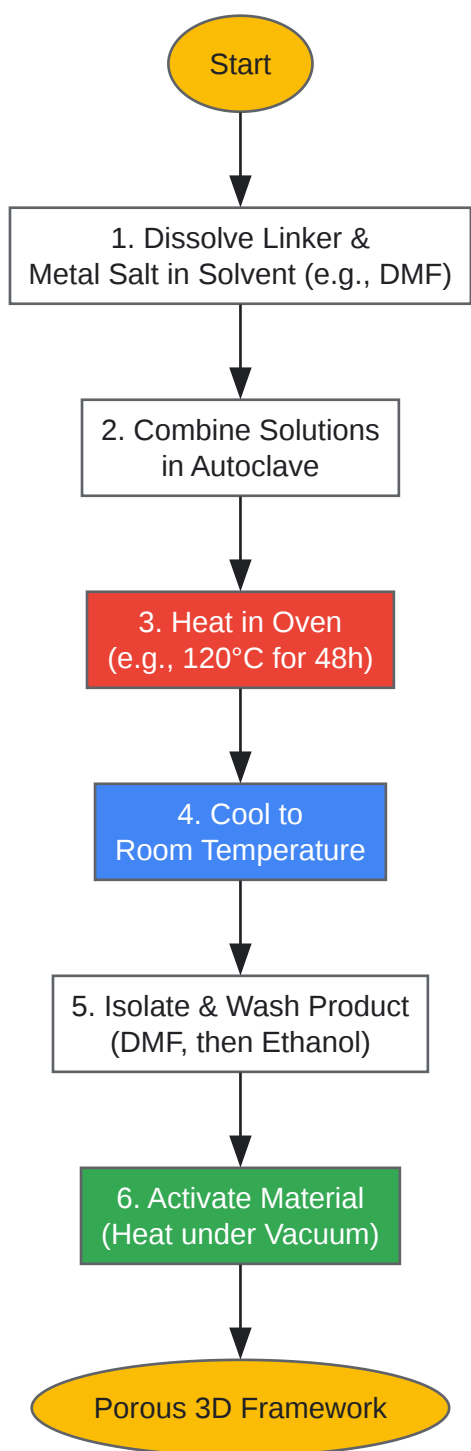 Start
1. Dissolve Linker &
Metal Salt in Solvent (e.g., DMF)
2. Combine Solutions
in Autoclave
3. Heat in Oven
(e.g., 120°C for 48h)
4. Cool to
Room Temperature
5. Isolate & Wash Product
(DMF, then Ethanol)
6. Activate Material
(Heat under Vacuum)
Porous 3D Framework